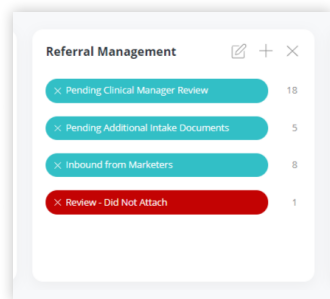 Referral Management
Pending Clinical Manager Review 18
Pending Additional Intake Documents 5
Inbound from Marketers 8
Review - Did Not Attach 1